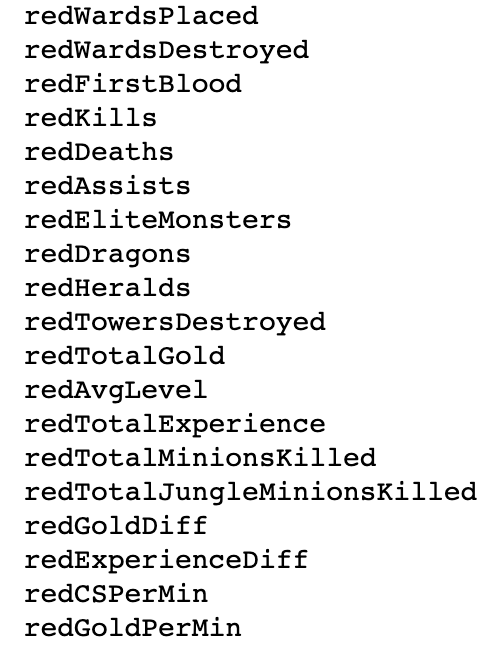 redWardsPlaced
redWardsDestroyed
redFirstBlood
redKills
redDeaths
redAssists
redEliteMonsters
redDragons
redHeralds
redTowersDestroyed
redTotalGold
redAvgLevel
redTotalExperience
redTotalMinionsKilled
redTotalJungleMinionsKilled
redGoldDiff
redExperienceDiff
redCSPerMin
redGoldPerMin